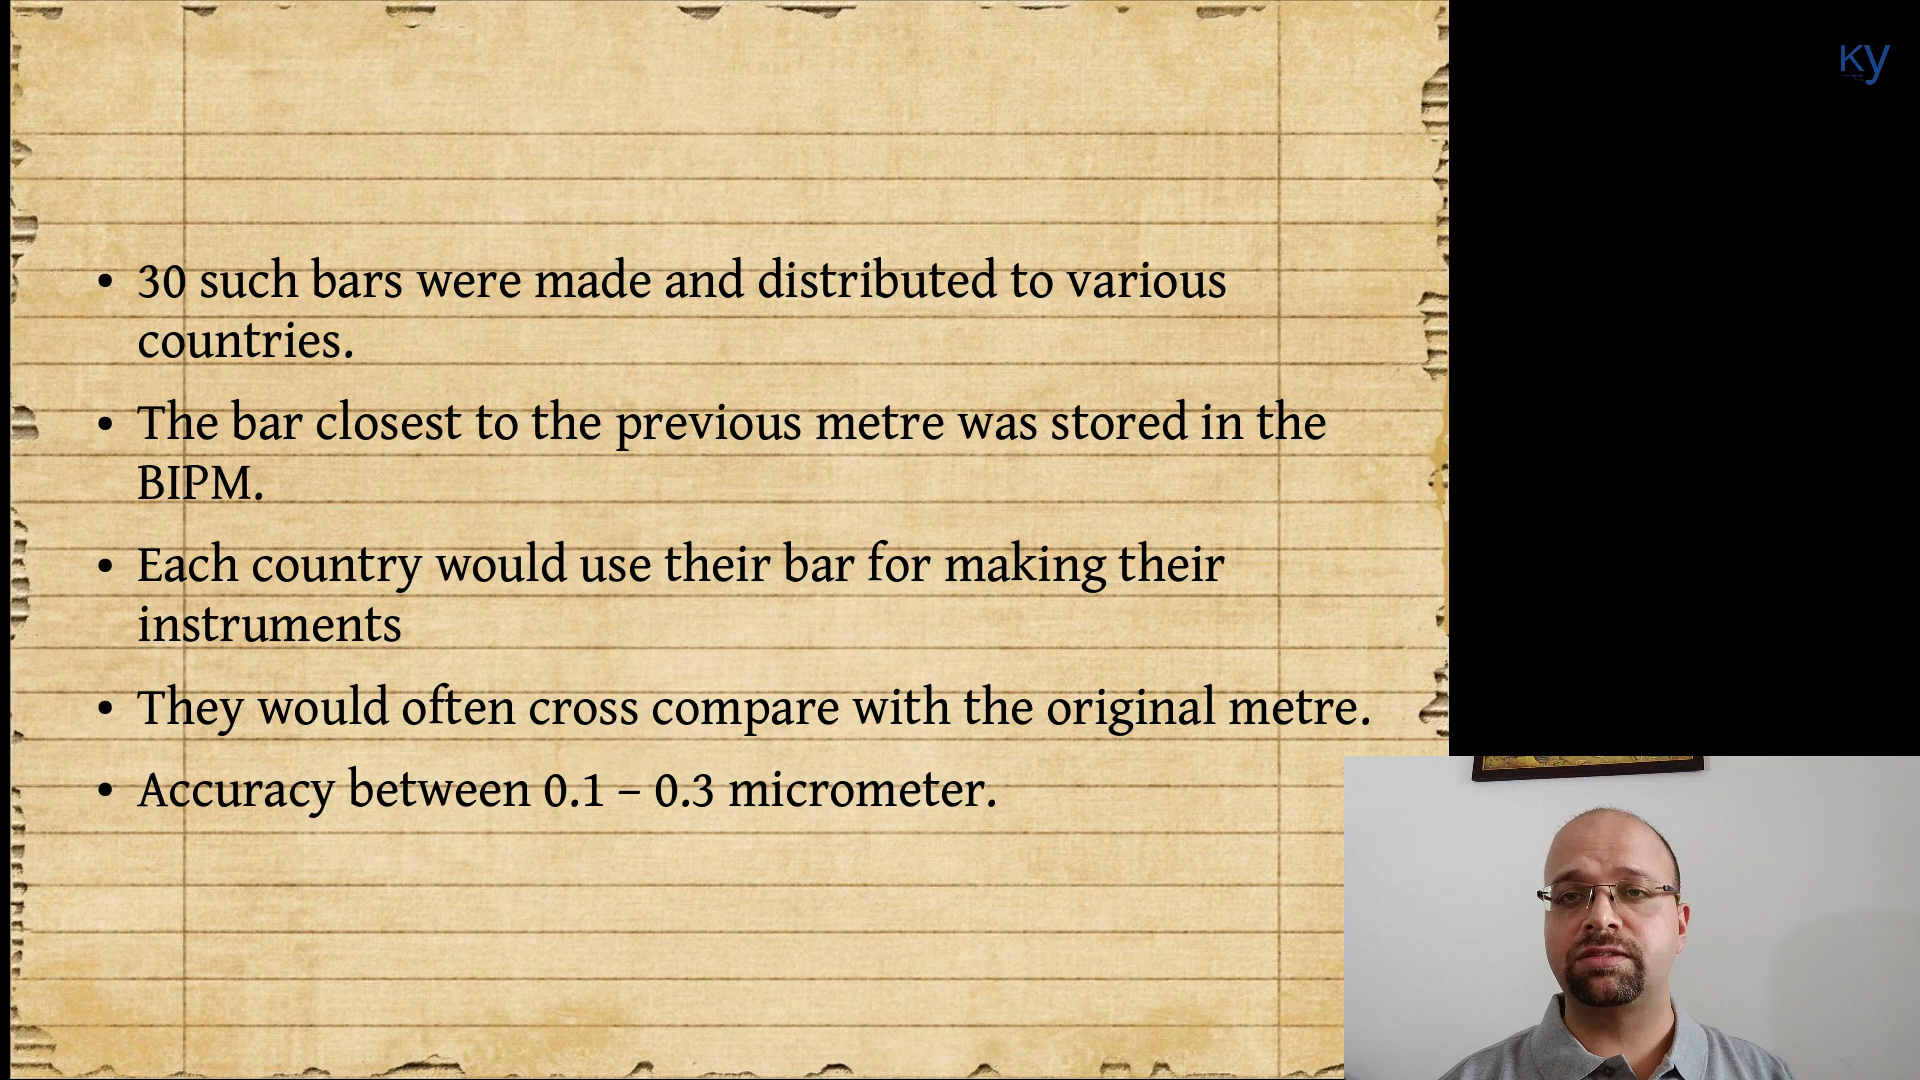 • 30 such bars were made and distributed to various
countries.
• The bar closest to the previous metre was stored in the
BIPM.
• Each country would use their bar for making their
instruments
• They would often cross compare with the original metre.
• Accuracy between 0.1 – 0.3 micrometer.
Ky